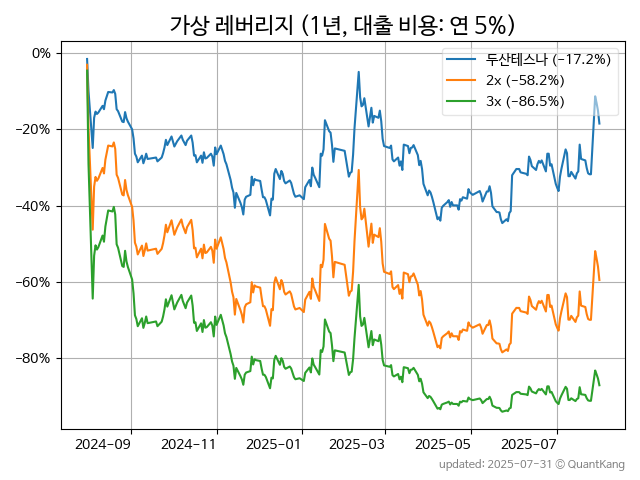 가상 레버리지 (1년, 대출 비용: 연 5%)
두산테스나 (−17.2%)
2x (−58.2%)
3x (−86.5%)
0%
−20%
−40%
−60%
−80%
2024-09 2024-11 2025-01 2025-03 2025-05 2025-07
updated: 2025-07-31 © QuantKang